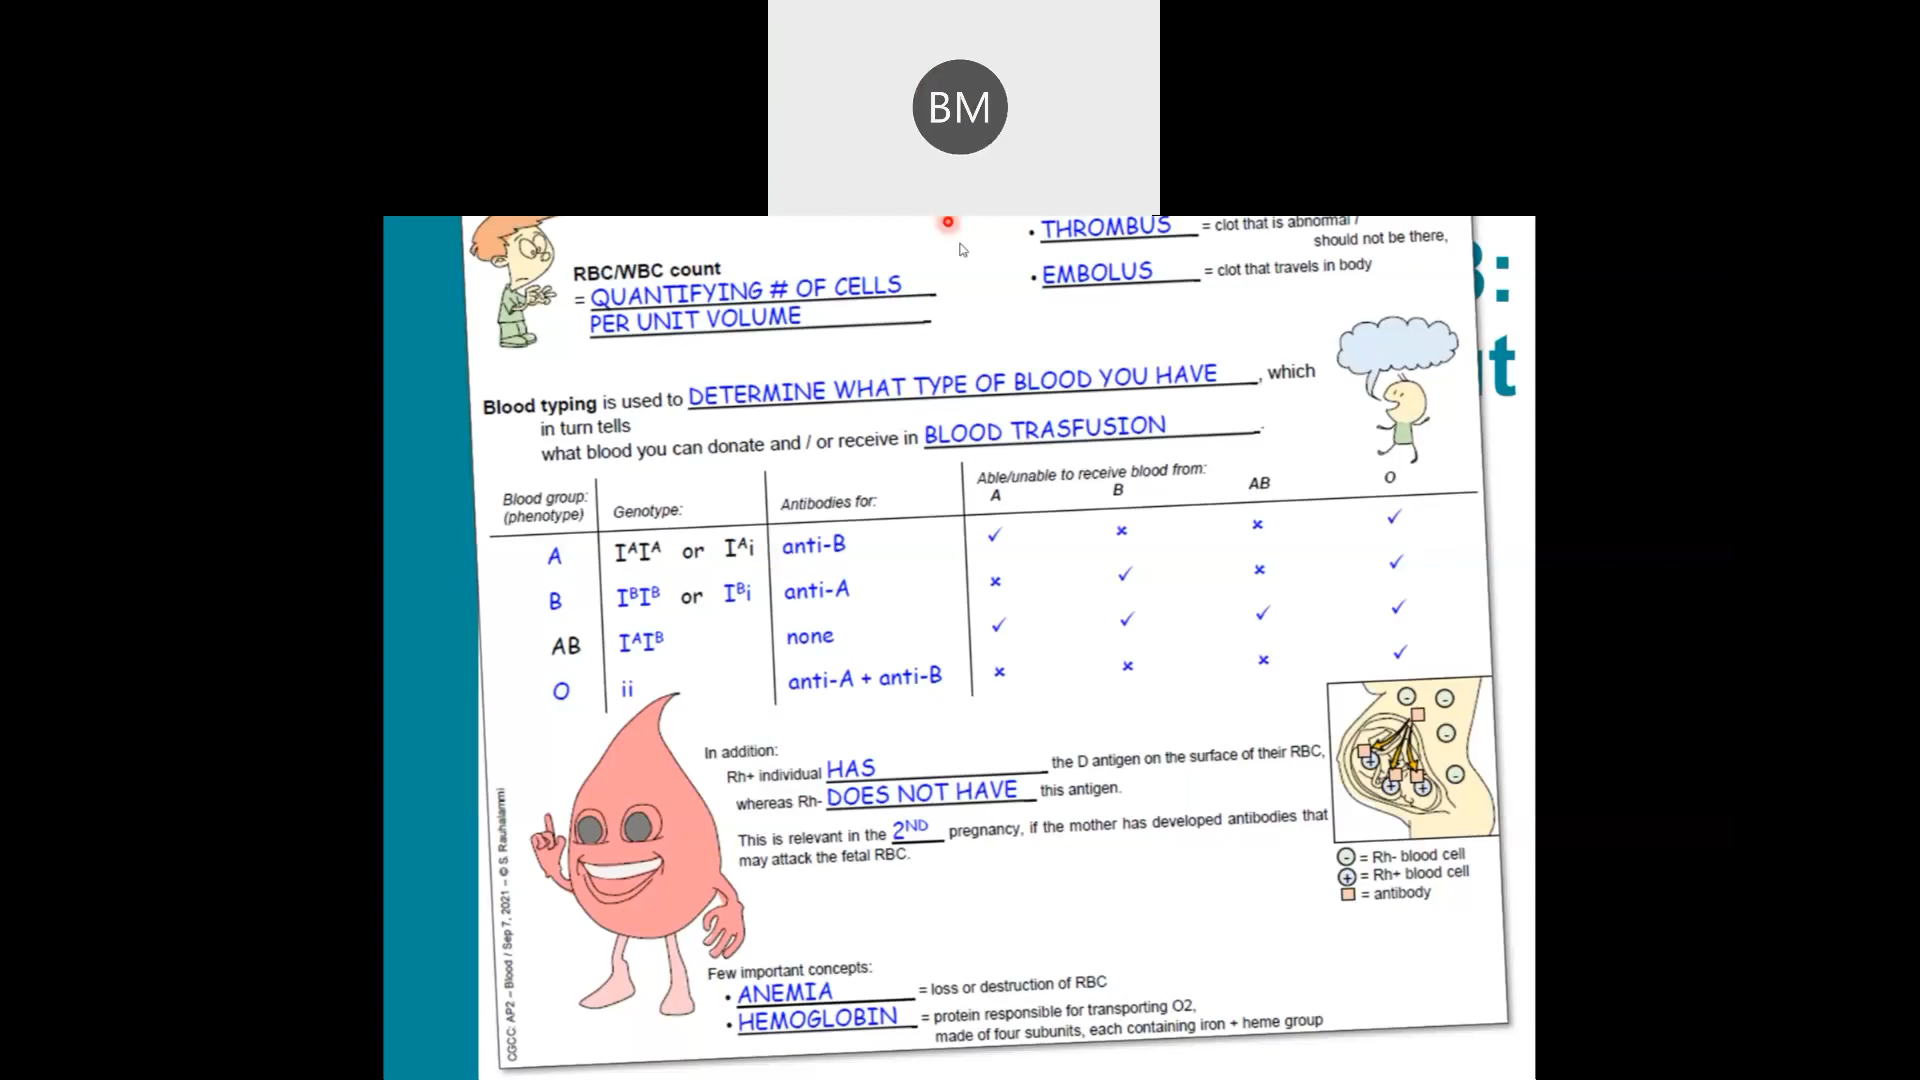 BM
• THROMBUS = clot that is abnormal /
should not be there,
• EMBOLUS = clot that travels in body
RBC/WBC count
= QUANTIFYING # OF CELLS
PER UNIT VOLUME
Blood typing is used to DETERMINE WHAT TYPE OF BLOOD YOU HAVE, which
in turn tells
what blood you can donate and / or receive in BLOOD TRASFUSION.
Blood group: (phenotype) Genotype: Antibodies for: Able/unable to receive blood from:
A B AB O
A IᴬIᴬ or Iᴬi anti-B ✓ × × ✓
B IᴮIᴮ or Iᴮi anti-A × ✓ × ✓
AB IᴬIᴮ none ✓ ✓ ✓ ✓
O ii anti-A + anti-B × × × ✓
In addition:
Rh+ individual HAS the D antigen on the surface of their RBC,
whereas Rh- DOES NOT HAVE this antigen.
This is relevant in the 2ND pregnancy, if the mother has developed antibodies that
may attack the fetal RBC.
- = Rh- blood cell
+ = Rh+ blood cell
= antibody
Few important concepts:
• ANEMIA = loss or destruction of RBC
• HEMOGLOBIN = protein responsible for transporting O2,
made of four subunits, each containing iron + heme group
CGCC: AP2 – Blood / Sep 7, 2021 – © S. Rauhalammi